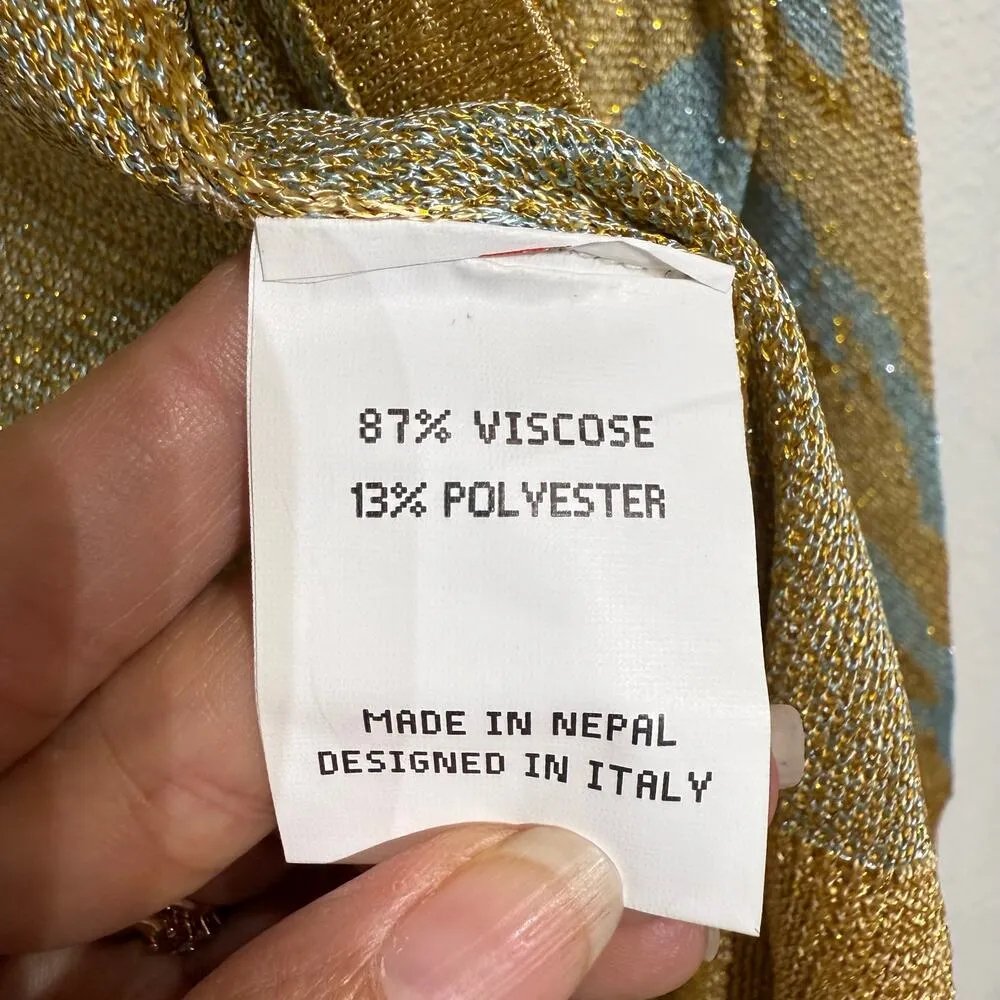 87% VISCOSE
13% POLYESTER
MADE IN NEPAL
DESIGNED IN ITALY